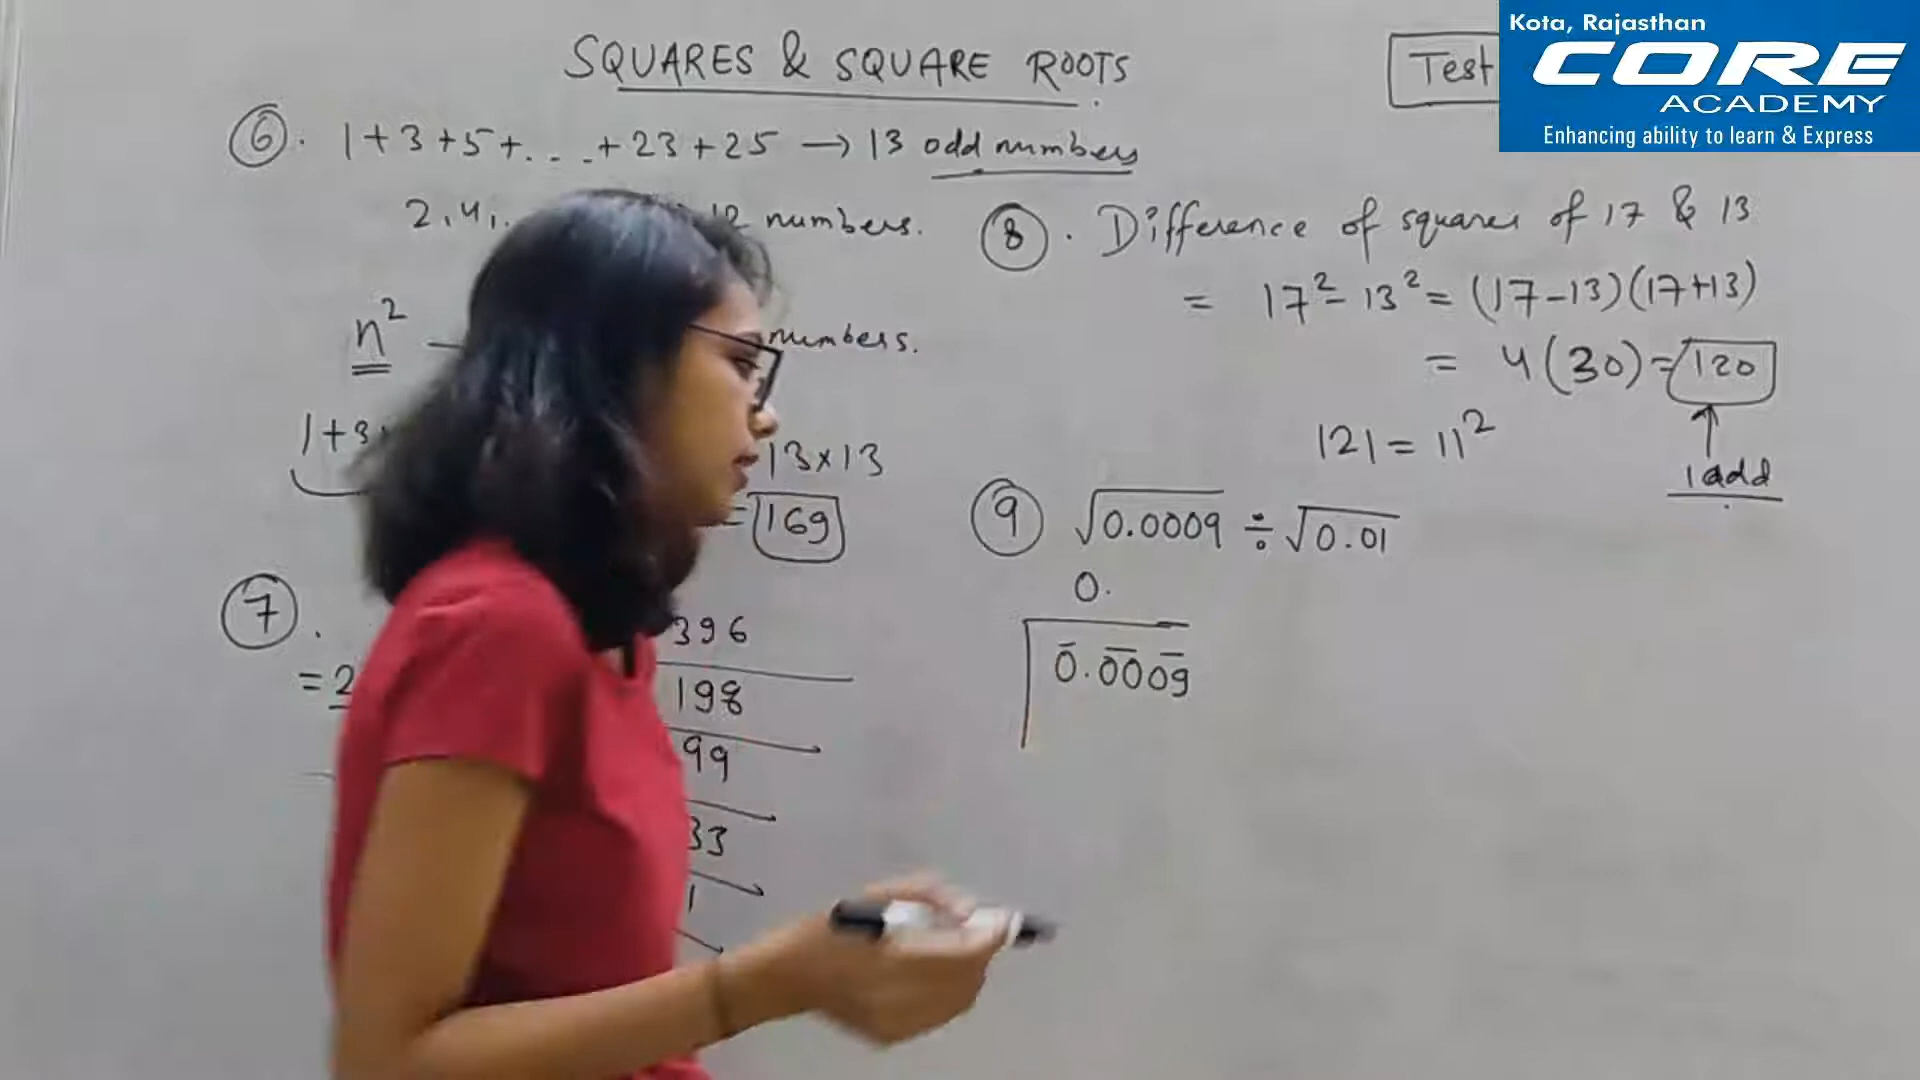 SQUARES & SQUARE ROOTS
Test
Kota, Rajasthan
CORE
ACADEMY
Enhancing ability to learn & Express
6. 1+3+5+....+23+25 → 13 odd numbers
2,4,. 12 numbers.
n² — numbers.
1+3+
13×13
=169
7.
=2
396
198
99
33
1
8. Difference of squares of 17 & 13
= 17²-13² = (17-13)(17+13)
= 4(30)=120
121 = 11²
1 add
9 √0.0009 ÷ √0.01
0.
0.0009